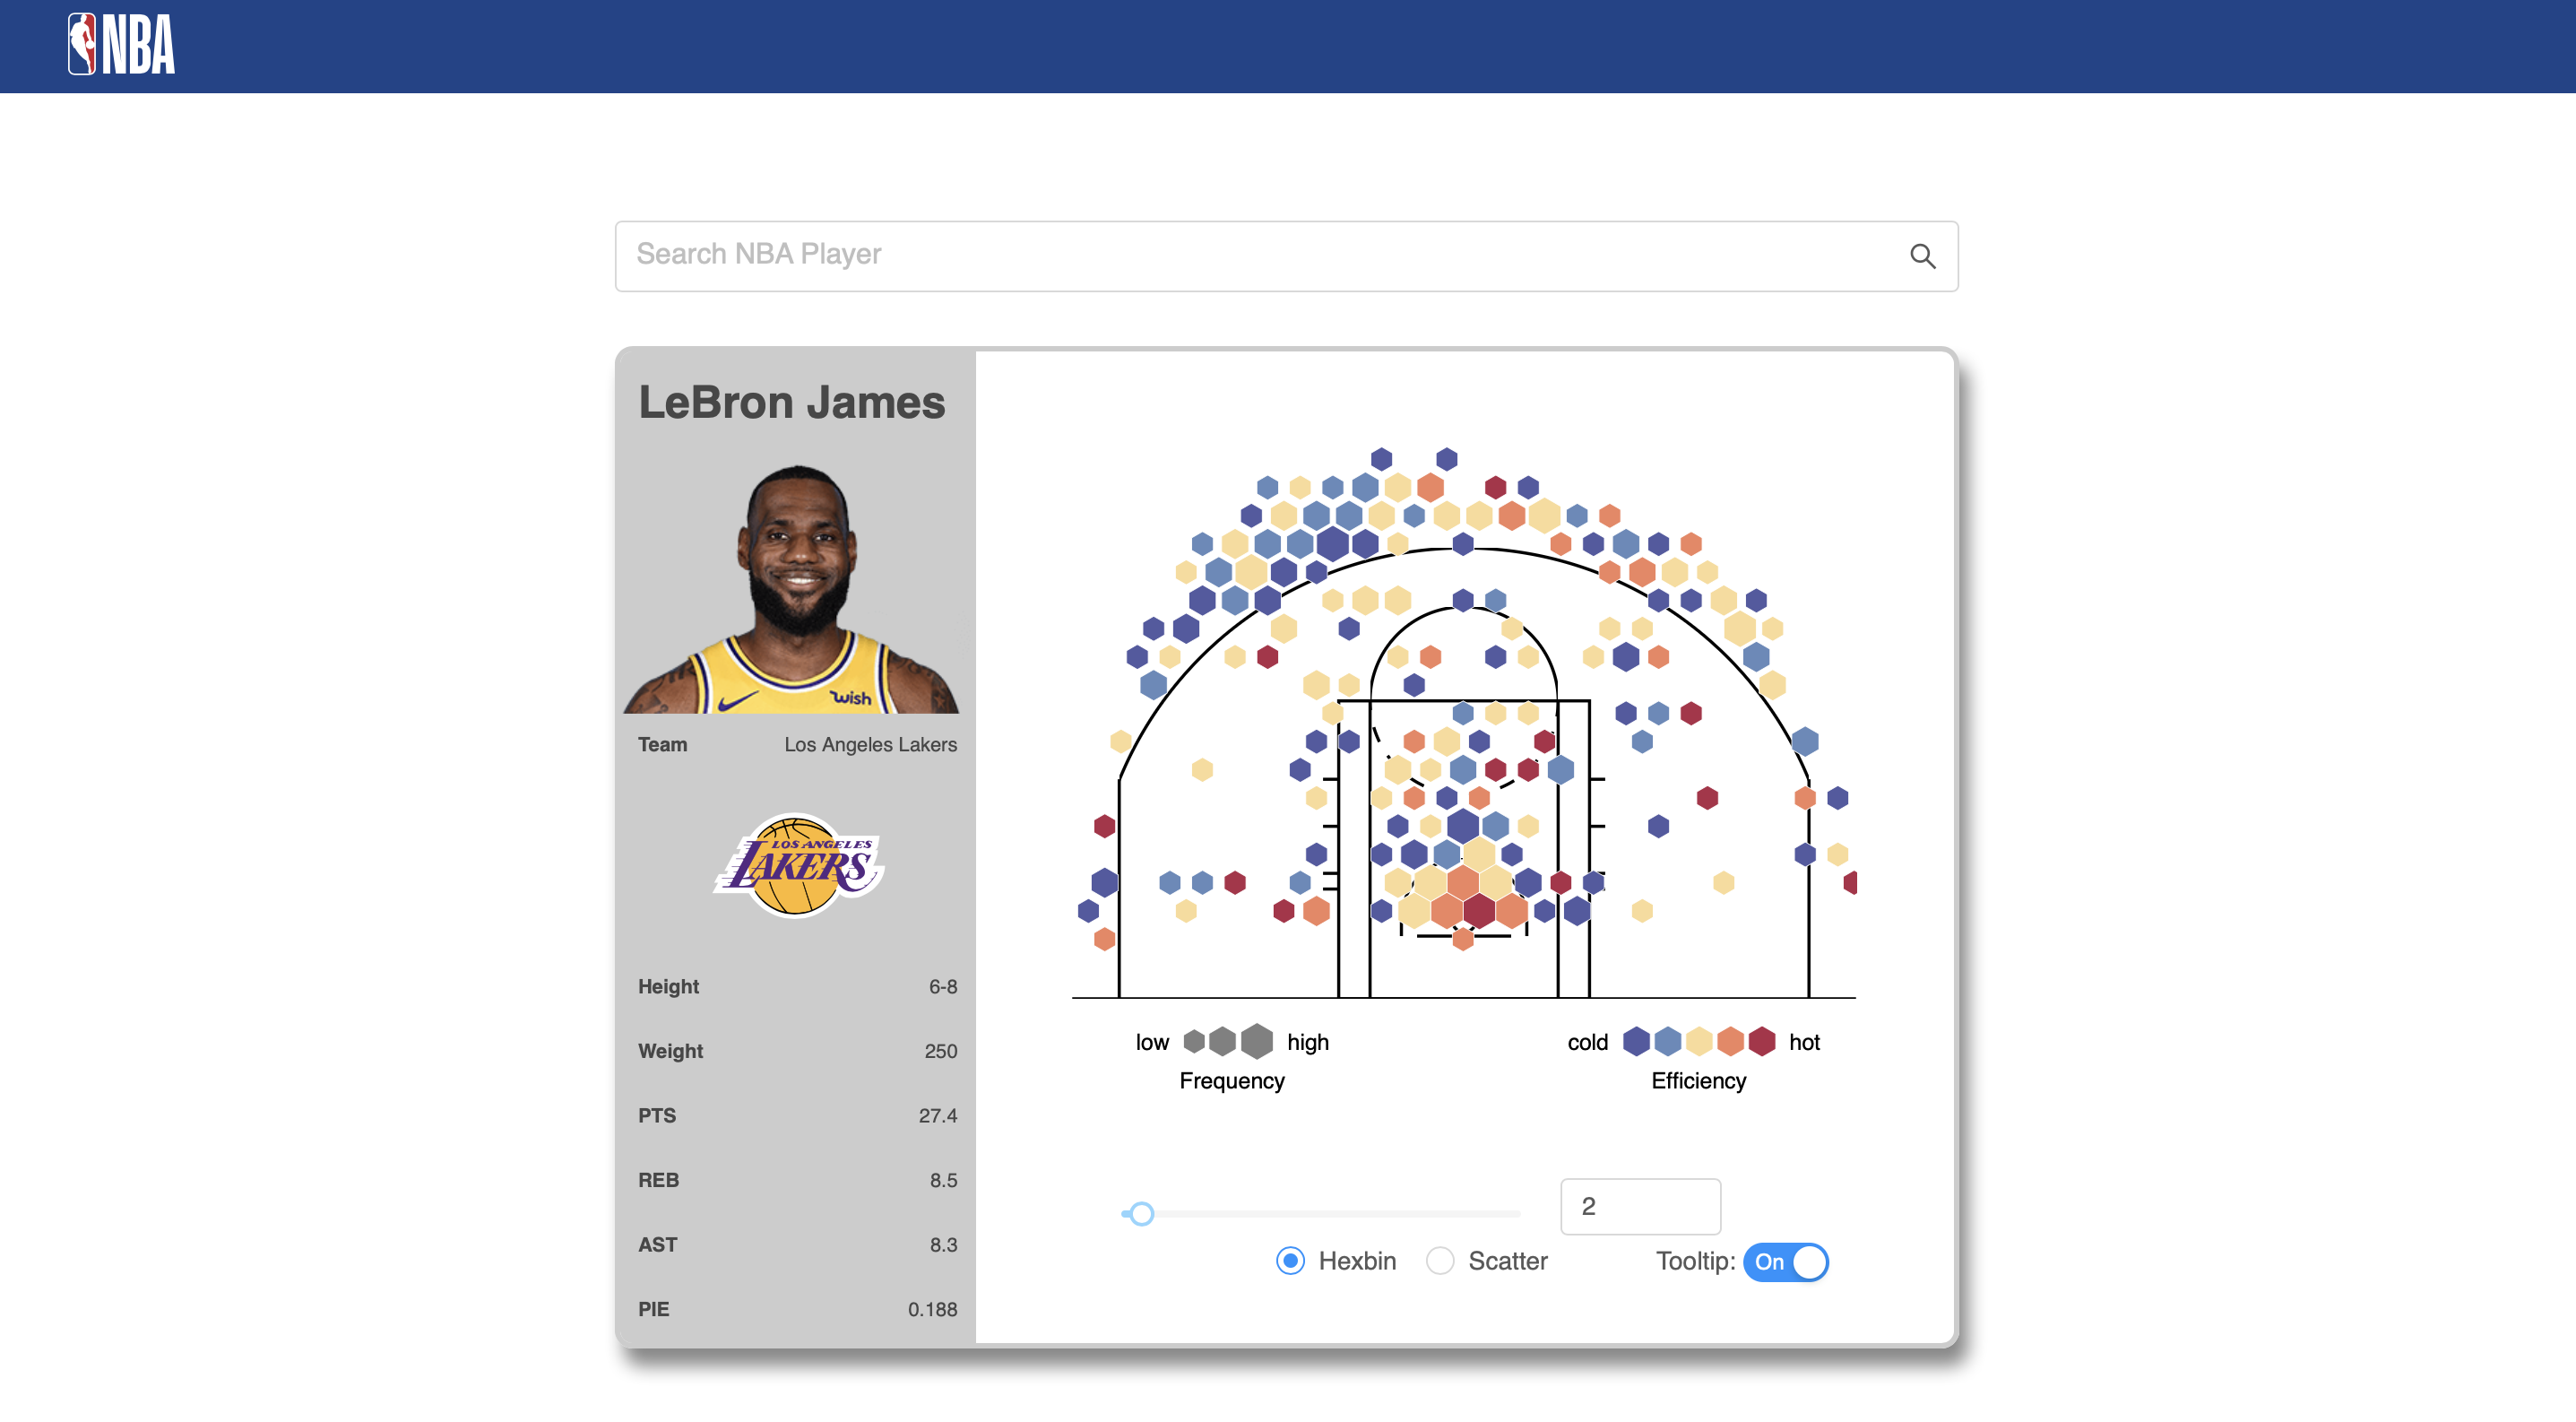 NBA
Search NBA Player
LeBron James
wish
Team Los Angeles Lakers
LOS ANGELES
LAKERS
Height 6-8
Weight 250
PTS 27.4
REB 8.5
AST 8.3
PIE 0.188
low high
Frequency
cold hot
Efficiency
2
Hexbin Scatter Tooltip: On